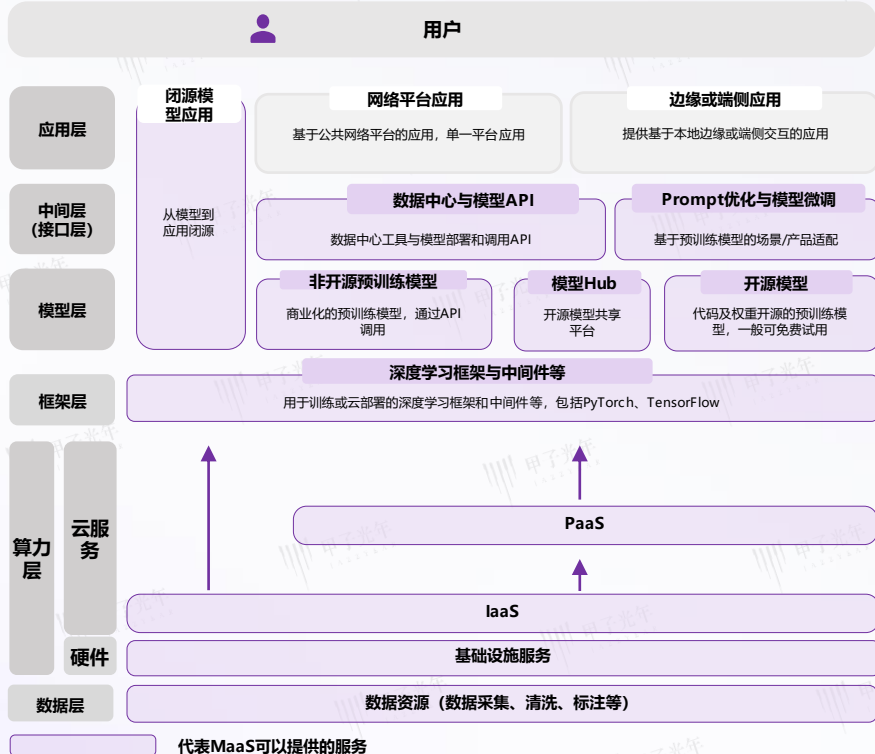 用户
应用层
闭源模
型应用
从模型到
应用闭源
网络平台应用
基于公共网络平台的应用，单一平台应用
边缘或端侧应用
提供基于本地边缘或端侧交互的应用
中间层
（接口层）
数据中心与模型API
数据中心工具与模型部署和调用API
Prompt优化与模型微调
基于预训练模型的场景/产品适配
模型层
非开源预训练模型
商业化的预训练模型，通过API
调用
模型Hub
开源模型共享
平台
开源模型
代码及权重开源的预训练模
型，一般可免费试用
框架层
深度学习框架与中间件等
用于训练或云部署的深度学习框架和中间件等，包括PyTorch、TensorFlow
算力
层
云服
务
PaaS
IaaS
硬件
基础设施服务
数据层
数据资源（数据采集、清洗、标注等）
代表MaaS可以提供的服务
甲子光年